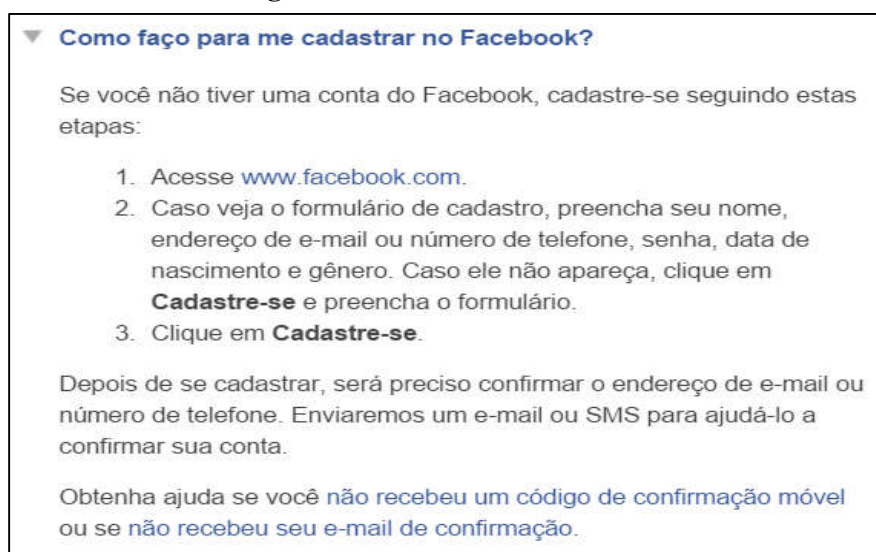 Como faço para me cadastrar no Facebook?
Se você não tiver uma conta do Facebook, cadastre-se seguindo estas
etapas:
1. Acesse www.facebook.com.
2. Caso veja o formulário de cadastro, preencha seu nome,
endereço de e-mail ou número de telefone, senha, data de
nascimento e gênero. Caso ele não apareça, clique em
Cadastre-se e preencha o formulário.
3. Clique em Cadastre-se.
Depois de se cadastrar, será preciso confirmar o endereço de e-mail ou
número de telefone. Enviaremos um e-mail ou SMS para ajudá-lo a
confirmar sua conta.
Obtenha ajuda se você não recebeu um código de confirmação móvel
ou se não recebeu seu e-mail de confirmação.